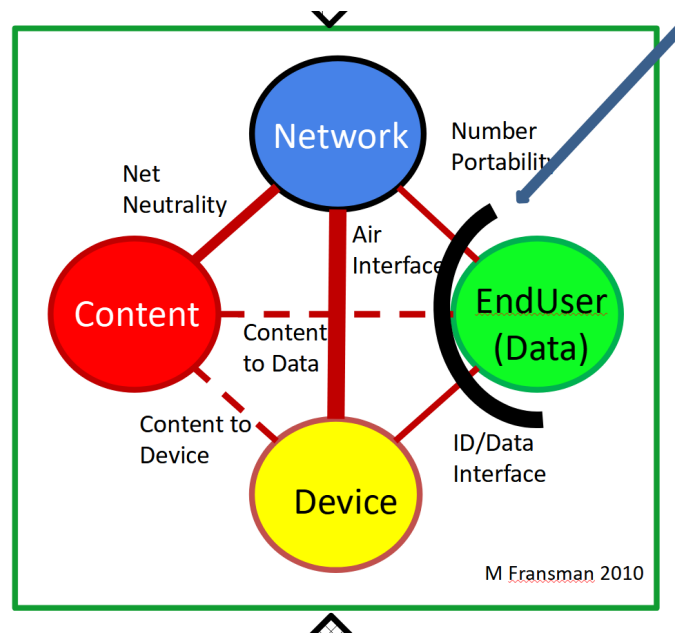 Network
Number
Portability
Net
Neutrality
Air
Interface
Content
EndUser
(Data)
Content
to Data
Content to
Device
ID/Data
Interface
Device
M Fransman 2010